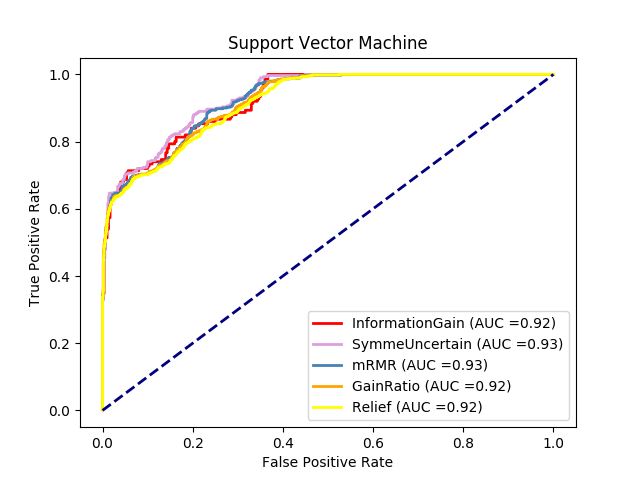 Support Vector Machine
True Positive Rate
1.0
0.8
0.6
0.4
0.2
0.0
InformationGain (AUC =0.92)
SymmeUncertain (AUC =0.93)
mRMR (AUC =0.93)
GainRatio (AUC =0.92)
Relief (AUC =0.92)
0.0 0.2 0.4 0.6 0.8 1.0
False Positive Rate